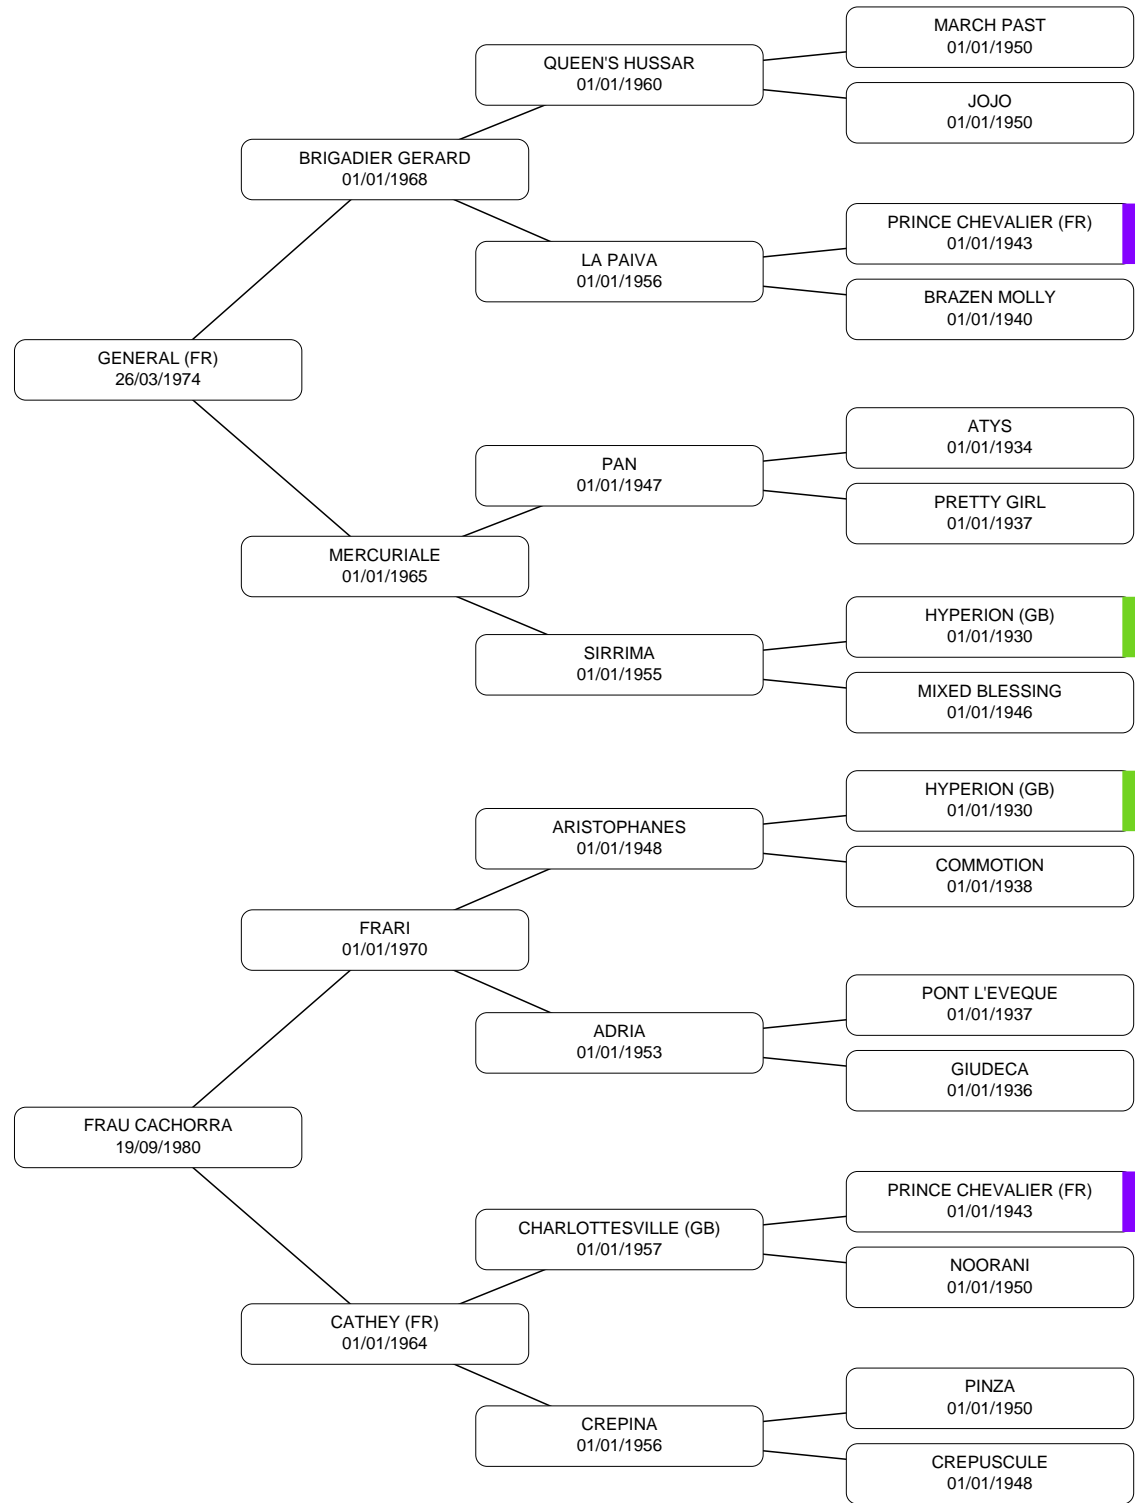 MARCH PAST
01/01/1950
QUEEN'S HUSSAR
01/01/1960
JOJO
01/01/1950
BRIGADIER GERARD
01/01/1968
PRINCE CHEVALIER (FR)
01/01/1943
LA PAIVA
01/01/1956
BRAZEN MOLLY
01/01/1940
GENERAL (FR)
26/03/1974
ATYS
01/01/1934
PAN
01/01/1947
PRETTY GIRL
01/01/1937
MERCURIALE
01/01/1965
HYPERION (GB)
01/01/1930
SIRRIMA
01/01/1955
MIXED BLESSING
01/01/1946
HYPERION (GB)
01/01/1930
ARISTOPHANES
01/01/1948
COMMOTION
01/01/1938
FRARI
01/01/1970
PONT L'EVEQUE
01/01/1937
ADRIA
01/01/1953
GIUDECA
01/01/1936
FRAU CACHORRA
19/09/1980
PRINCE CHEVALIER (FR)
01/01/1943
CHARLOTTESVILLE (GB)
01/01/1957
NOORANI
01/01/1950
CATHEY (FR)
01/01/1964
PINZA
01/01/1950
CREPINA
01/01/1956
CREPUSCULE
01/01/1948